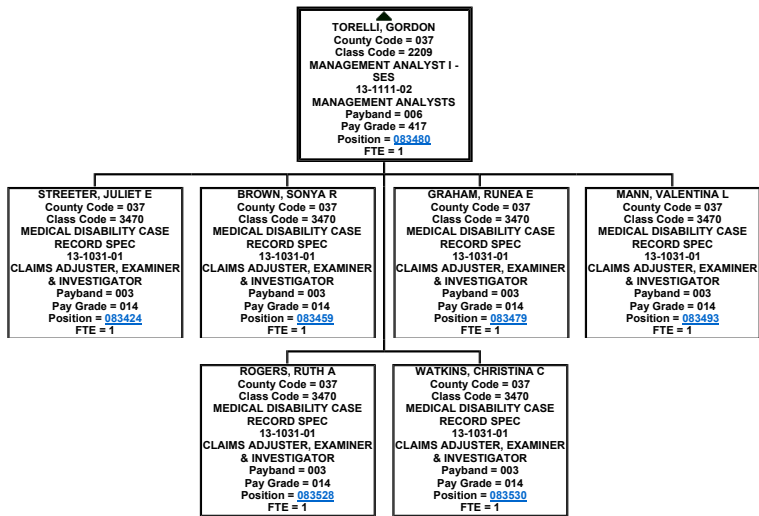 TORELLI, GORDON
County Code = 037
Class Code = 2209
MANAGEMENT ANALYST I -
SES
13-1111-02
MANAGEMENT ANALYSTS
Payband = 006
Pay Grade = 417
Position = 083480
FTE = 1
STREETER, JULIET E
County Code = 037
Class Code = 3470
MEDICAL DISABILITY CASE
RECORD SPEC
13-1031-01
CLAIMS ADJUSTER, EXAMINER
& INVESTIGATOR
Payband = 003
Pay Grade = 014
Position = 083424
FTE = 1
BROWN, SONYA R
County Code = 037
Class Code = 3470
MEDICAL DISABILITY CASE
RECORD SPEC
13-1031-01
CLAIMS ADJUSTER, EXAMINER
& INVESTIGATOR
Payband = 003
Pay Grade = 014
Position = 083459
FTE = 1
GRAHAM, RUNEA E
County Code = 037
Class Code = 3470
MEDICAL DISABILITY CASE
RECORD SPEC
13-1031-01
CLAIMS ADJUSTER, EXAMINER
& INVESTIGATOR
Payband = 003
Pay Grade = 014
Position = 083479
FTE = 1
MANN, VALENTINA L
County Code = 037
Class Code = 3470
MEDICAL DISABILITY CASE
RECORD SPEC
13-1031-01
CLAIMS ADJUSTER, EXAMINER
& INVESTIGATOR
Payband = 003
Pay Grade = 014
Position = 083493
FTE = 1
ROGERS, RUTH A
County Code = 037
Class Code = 3470
MEDICAL DISABILITY CASE
RECORD SPEC
13-1031-01
CLAIMS ADJUSTER, EXAMINER
& INVESTIGATOR
Payband = 003
Pay Grade = 014
Position = 083528
FTE = 1
WATKINS, CHRISTINA C
County Code = 037
Class Code = 3470
MEDICAL DISABILITY CASE
RECORD SPEC
13-1031-01
CLAIMS ADJUSTER, EXAMINER
& INVESTIGATOR
Payband = 003
Pay Grade = 014
Position = 083530
FTE = 1